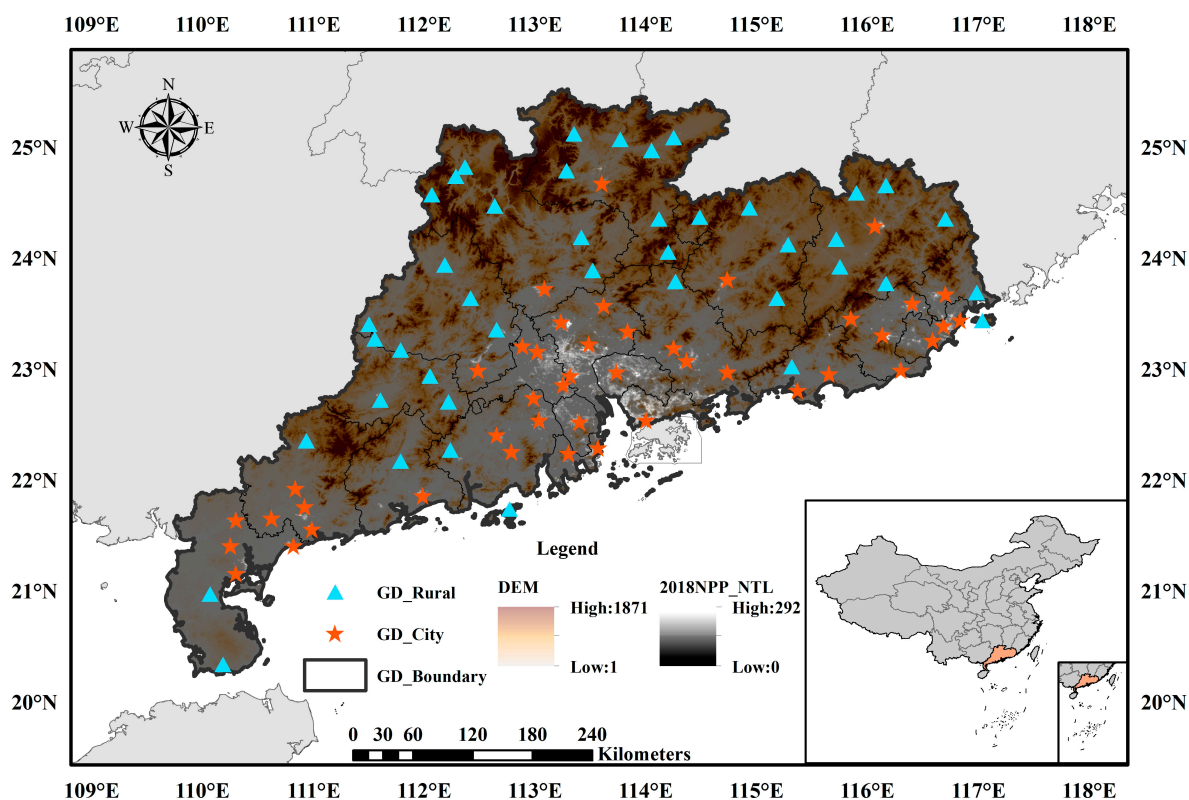 109°E 110°E 111°E 112°E 113°E 114°E 115°E 116°E 117°E 118°E
N
W E
S
25°N 25°N
24°N 24°N
23°N 23°N
22°N 22°N
21°N 21°N
20°N 20°N
Legend
GD_Rural
GD_City
GD_Boundary
DEM
High:1871
Low:1
2018NPP_NTL
High:292
Low:0
0 30 60 120 180 240
Kilometers
109°E 110°E 111°E 112°E 113°E 114°E 115°E 116°E 117°E 118°E